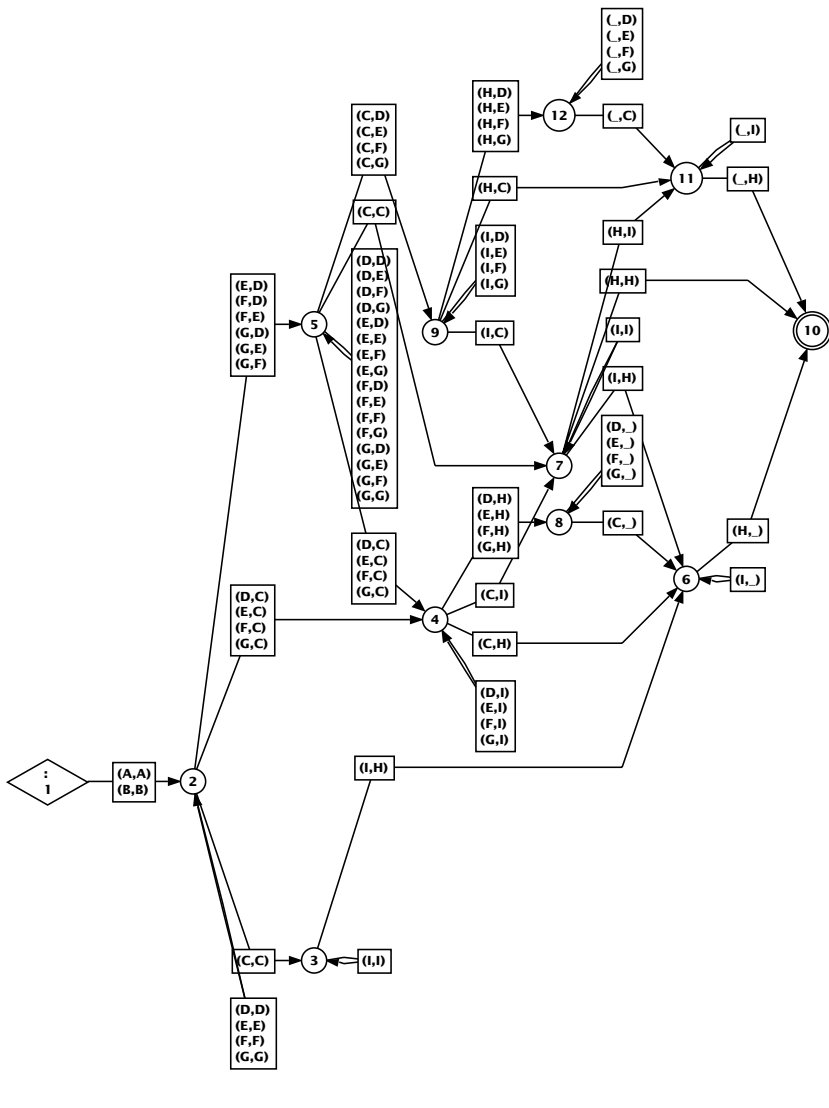 (_,D)
(_,E)
(_,F)
(_,G)
(H,D)
(H,E)
(H,F)
(H,G)
12
(_,C)
(C,D)
(C,E)
(C,F)
(C,G)
(_,I)
11
(_,H)
(H,C)
(C,C)
(H,I)
(I,D)
(I,E)
(I,F)
(I,G)
(D,D)
(D,E)
(D,F)
(D,G)
(E,D)
(E,E)
(E,F)
(E,G)
(F,D)
(F,E)
(F,F)
(F,G)
(G,D)
(G,E)
(G,F)
(G,G)
(H,H)
(E,D)
(F,D)
(F,E)
(G,D)
(G,E)
(G,F)
5
9
(I,C)
(I,I)
10
(I,H)
(D,_)
(E,_)
(F,_)
(G,_)
7
(D,H)
(E,H)
(F,H)
(G,H)
8
(C,_)
(H,_)
(D,C)
(E,C)
(F,C)
(G,C)
6
(I,_)
(C,I)
(D,C)
(E,C)
(F,C)
(G,C)
4
(C,H)
(D,I)
(E,I)
(F,I)
(G,I)
(I,H)
:
1
(A,A)
(B,B)
2
(C,C)
3
(I,I)
(D,D)
(E,E)
(F,F)
(G,G)